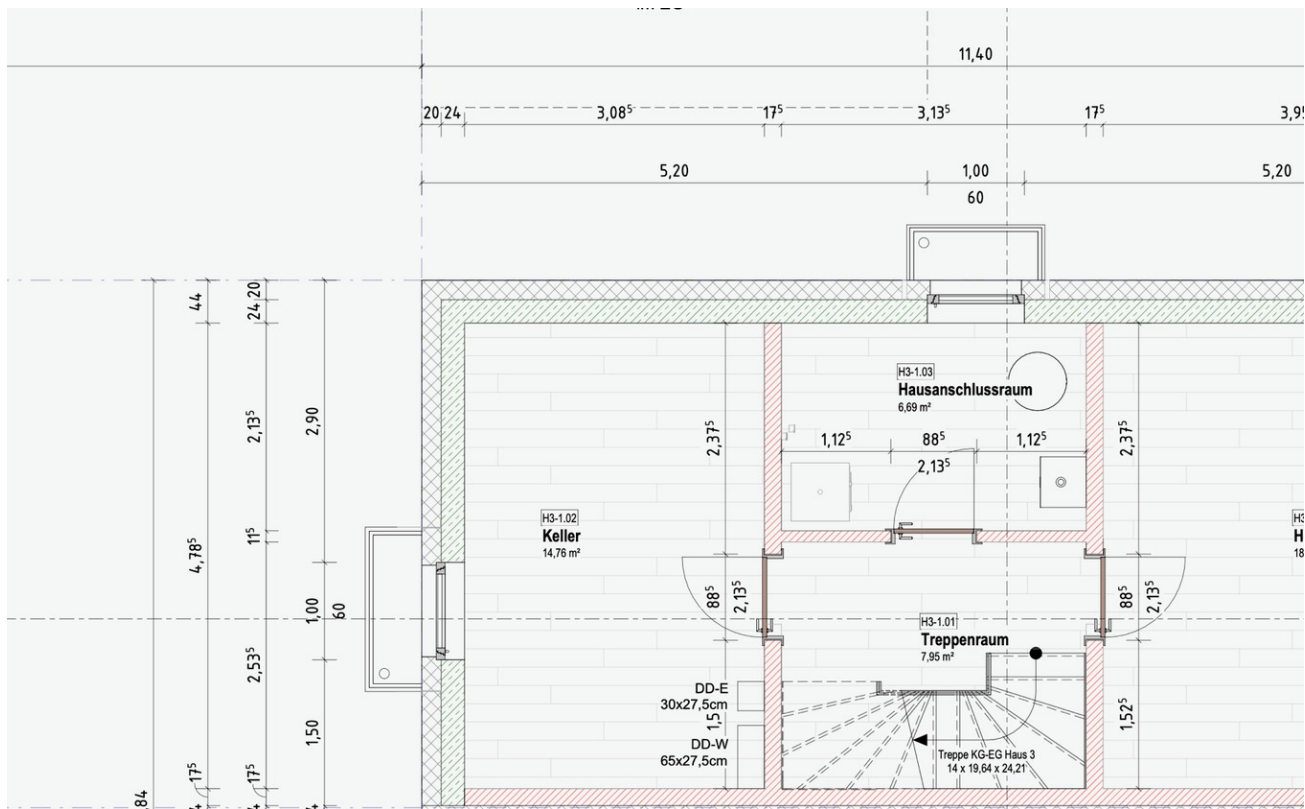 11,40
20 24 3,08⁵ 17⁵ 3,13⁵ 17⁵
5,20 1,00 5,20
60
44
24 20
2,13⁵
2,90
11⁵
4,78⁵
1,00
60
2,53⁵
1,50
17⁵
17⁵
H3-1.03
Hausanschlussraum
6,69 m²
2,37⁵
1,12⁵ 88⁵ 1,12⁵
2,13⁵
2,37⁵
H3-1.02
Keller
14,76 m²
88⁵
2,13⁵
88⁵
2,13⁵
H3-1.01
Treppenraum
7,95 m²
DD-E
30x27,5cm
DD-W
65x27,5cm
1,52⁵
Treppe KG-EG Haus 3
14 x 19,64 x 24,21